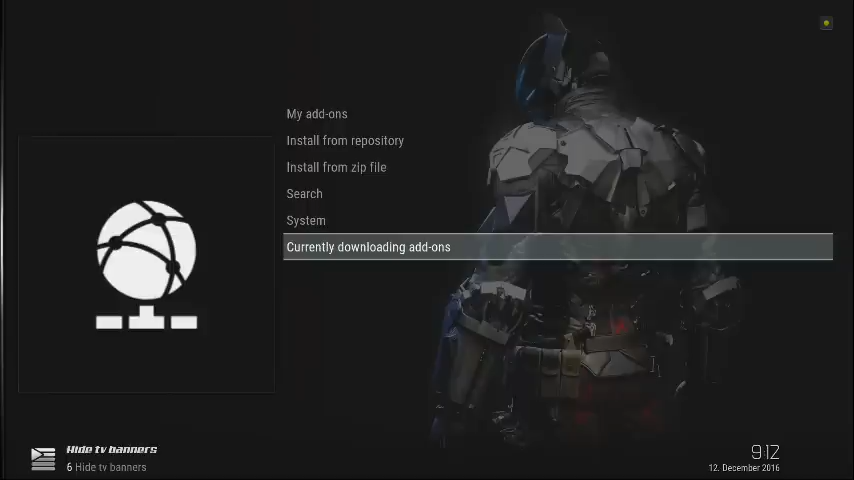 My add-ons
Install from repository
Install from zip file
Search
System
Currently downloading add-ons
Hide tv banners
6 Hide tv banners
9:12
12. December 2016